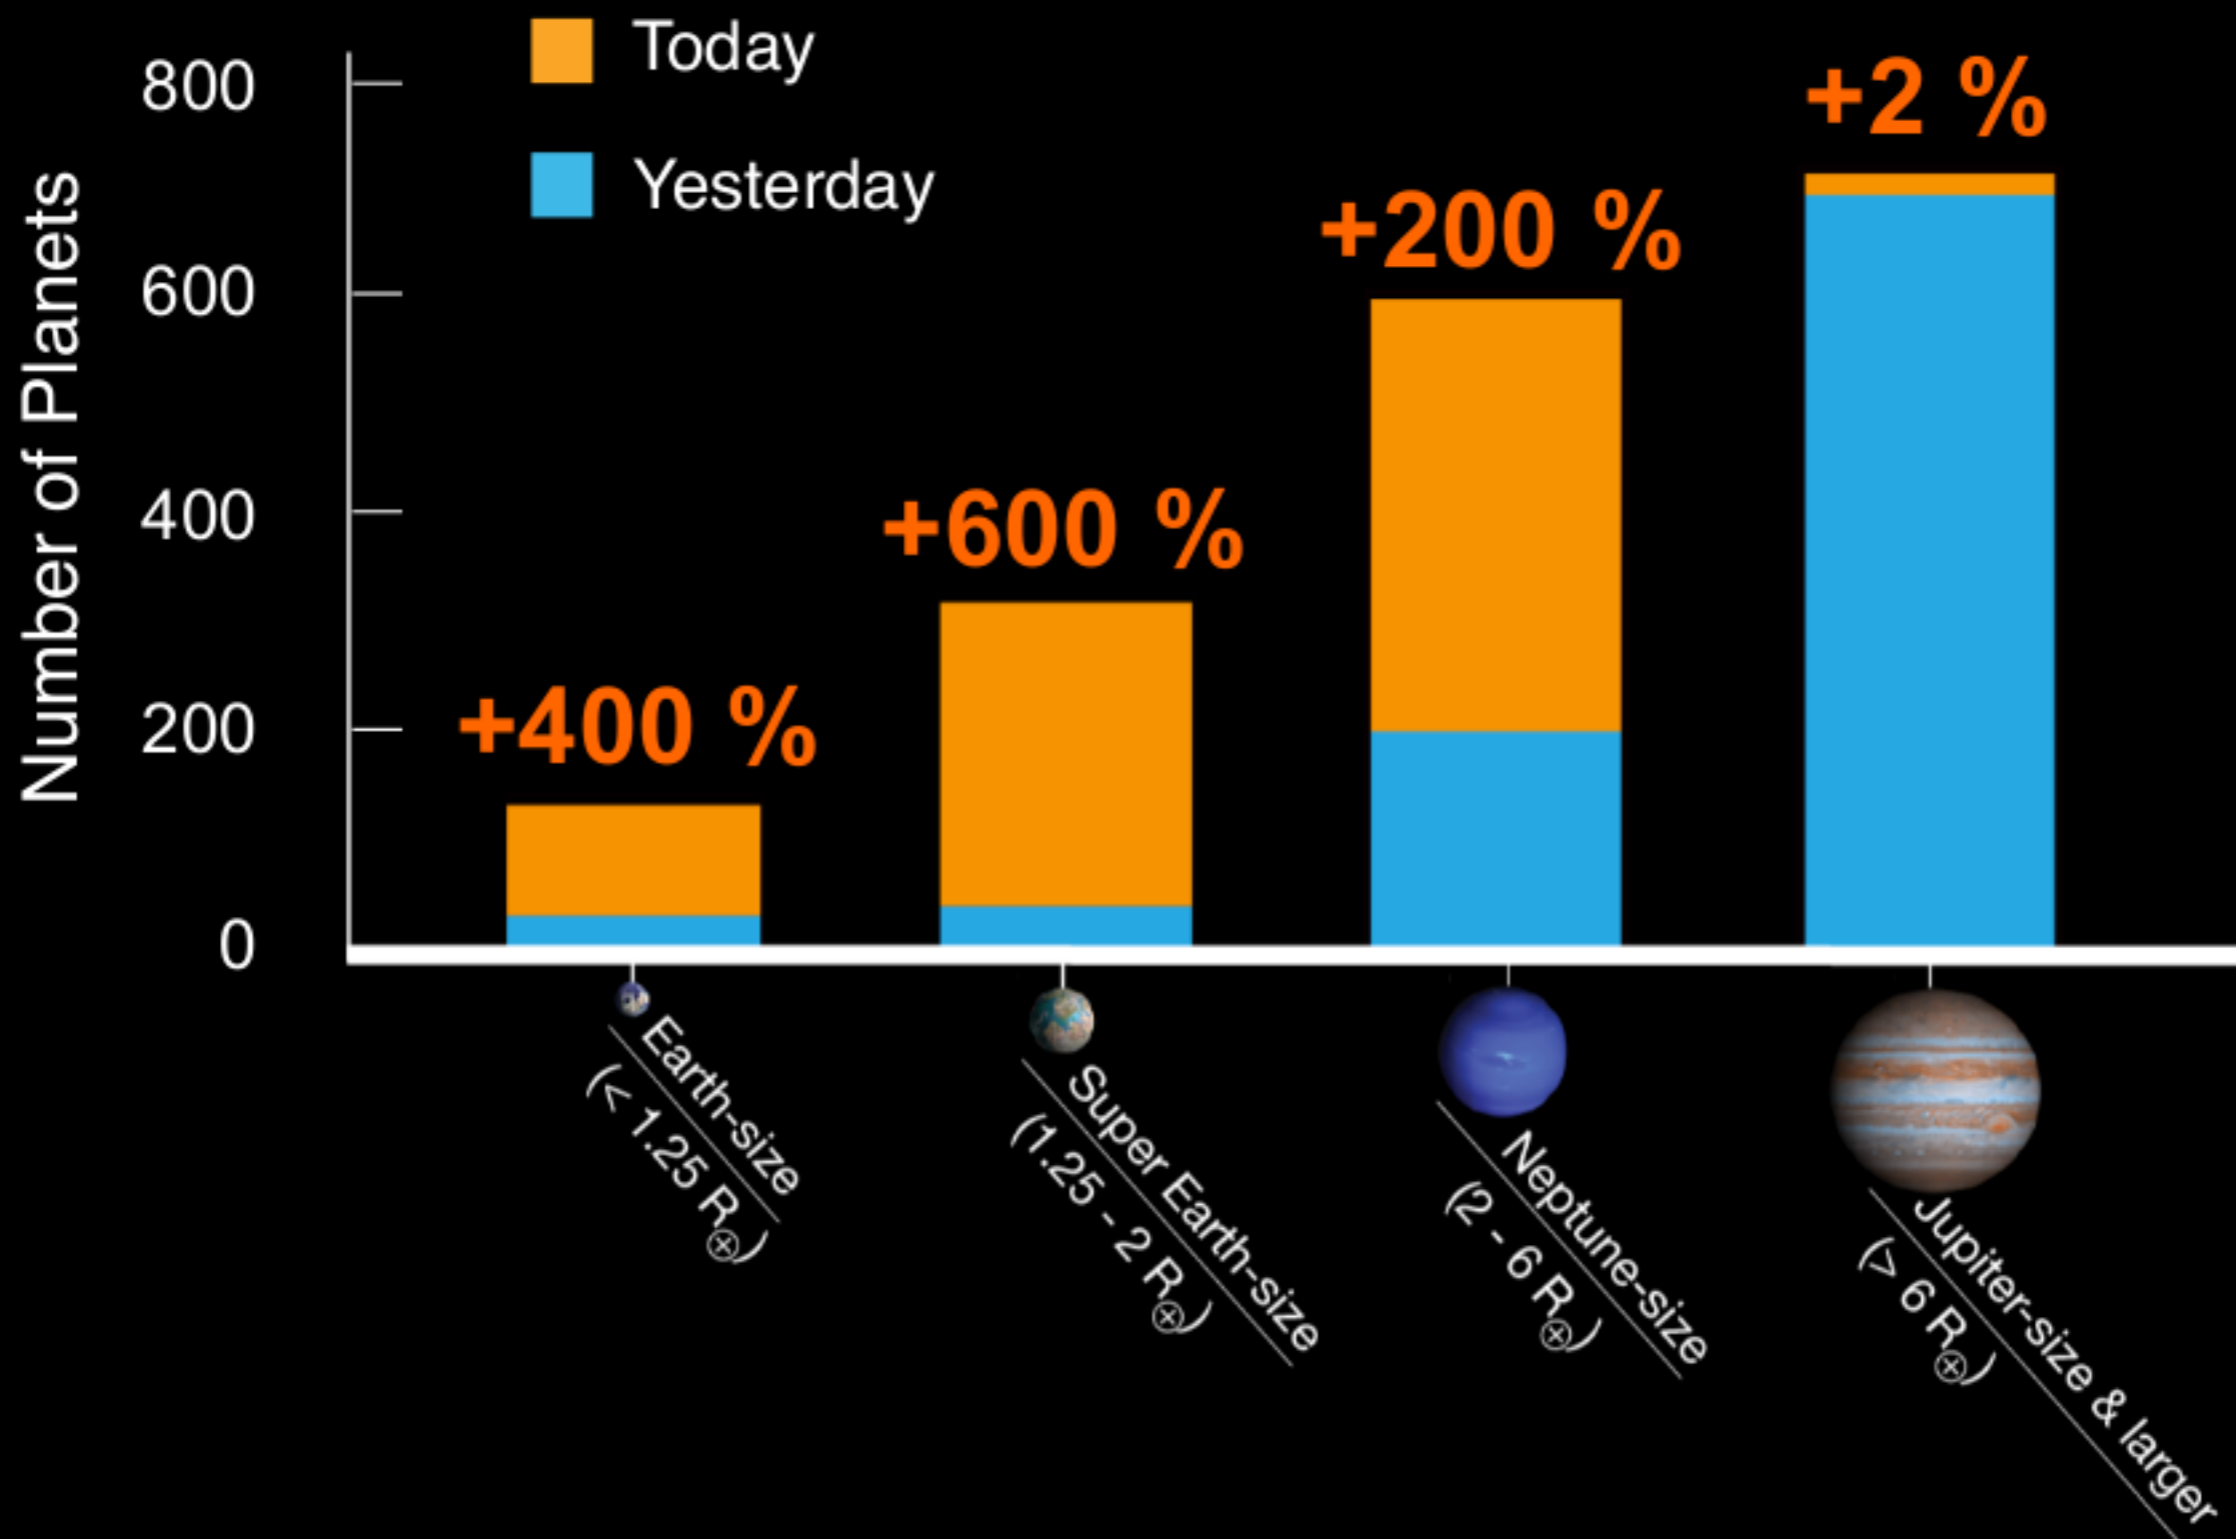 Today
Yesterday
Number of Planets
800
600
400
200
0
+400 %
+600 %
+200 %
+2 %
Earth-size
(< 1.25 R⊗)
Super Earth-size
(1.25 - 2 R⊗)
Neptune-size
(2 - 6 R⊗)
Jupiter-size & larger
(> 6 R⊗)